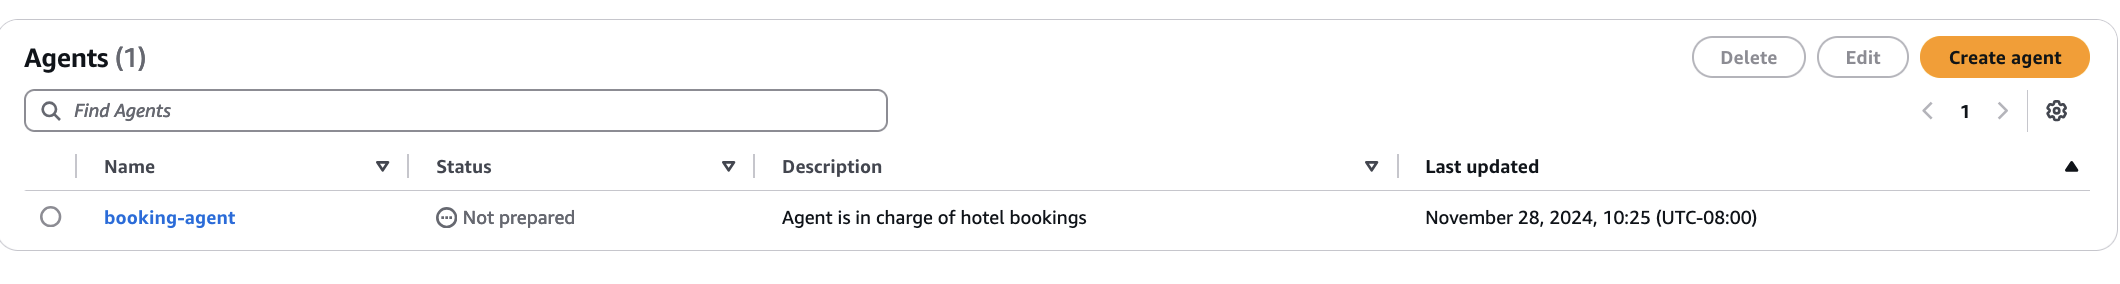 Agents (1)
Delete
Edit
Create agent
Find Agents
1
Name
Status
Description
Last updated
booking-agent
Not prepared
Agent is in charge of hotel bookings
November 28, 2024, 10:25 (UTC-08:00)